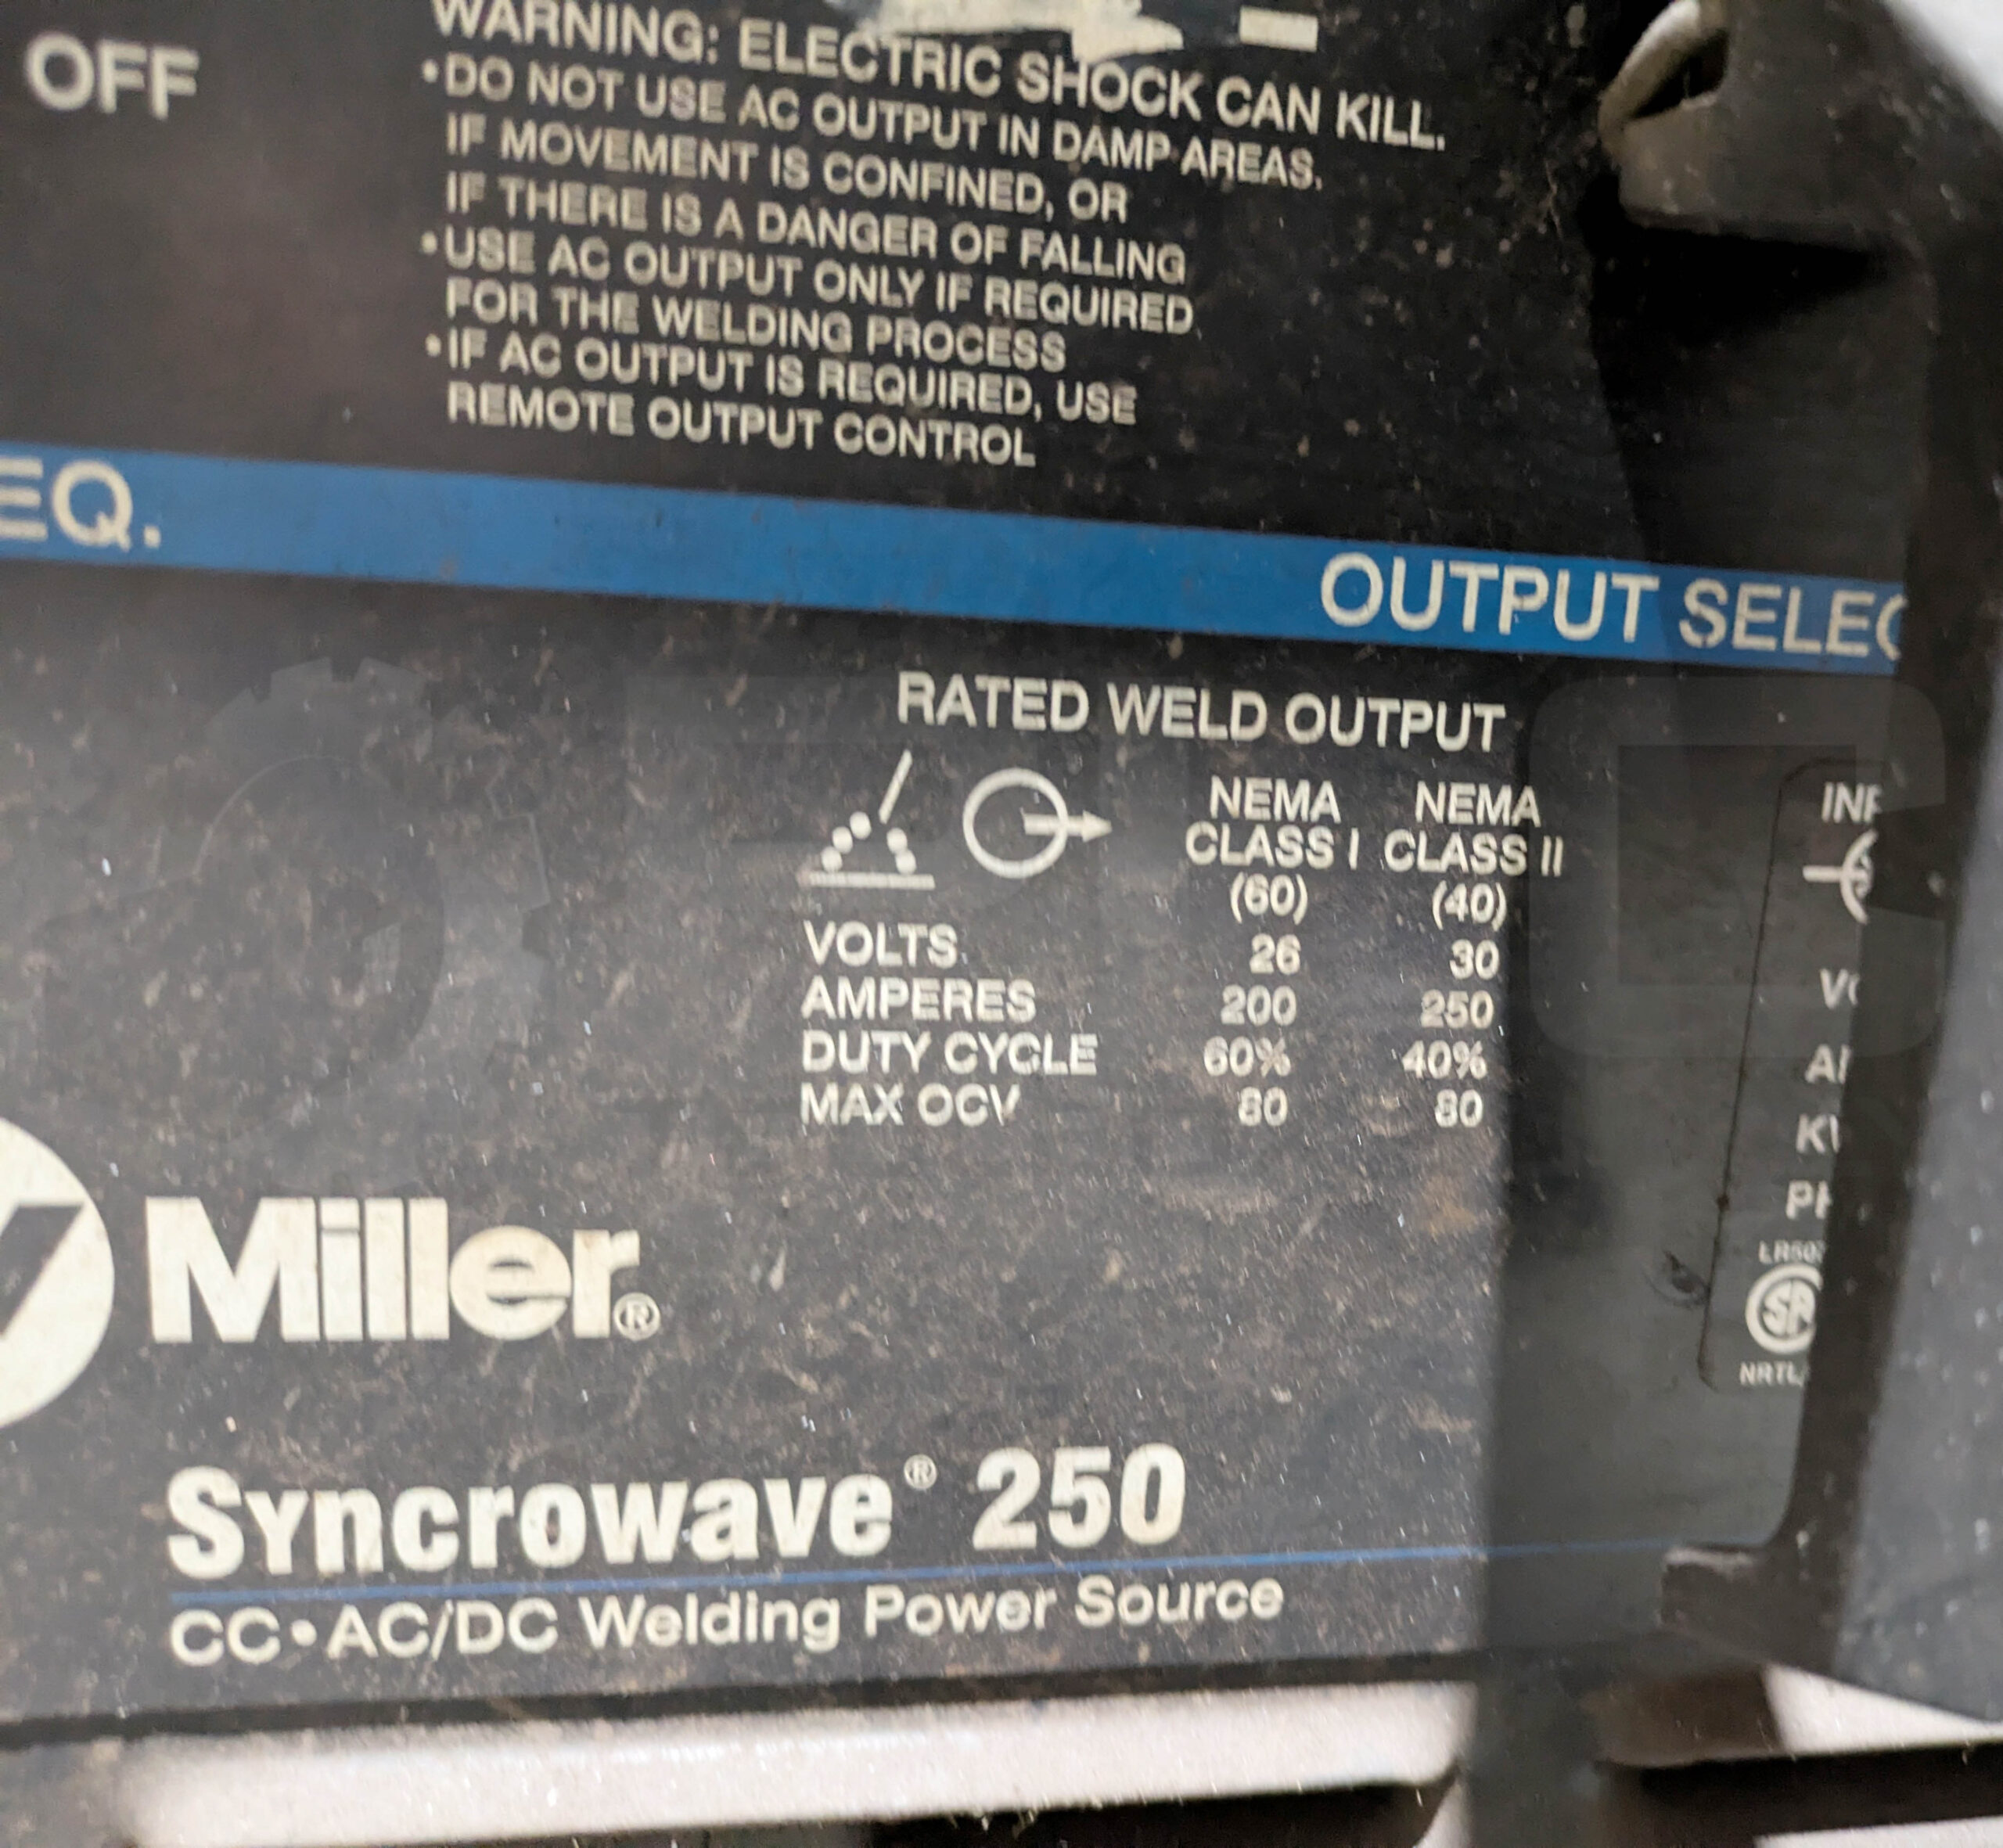 OFF
WARNING: ELECTRIC SHOCK CAN KILL.
•DO NOT USE AC OUTPUT IN DAMP AREAS.
IF MOVEMENT IS CONFINED, OR
IF THERE IS A DANGER OF FALLING
•USE AC OUTPUT ONLY IF REQUIRED
FOR THE WELDING PROCESS
•IF AC OUTPUT IS REQUIRED, USE
REMOTE OUTPUT CONTROL
EQ.
OUTPUT SELEC
RATED WELD OUTPUT
NEMA NEMA
CLASS I CLASS II
(60) (40)
VOLTS 26 30
AMPERES 200 250
DUTY CYCLE 60% 40%
MAX OCV 80 80
Miller®
Syncrowave® 250
CC•AC/DC Welding Power Source
NRTL